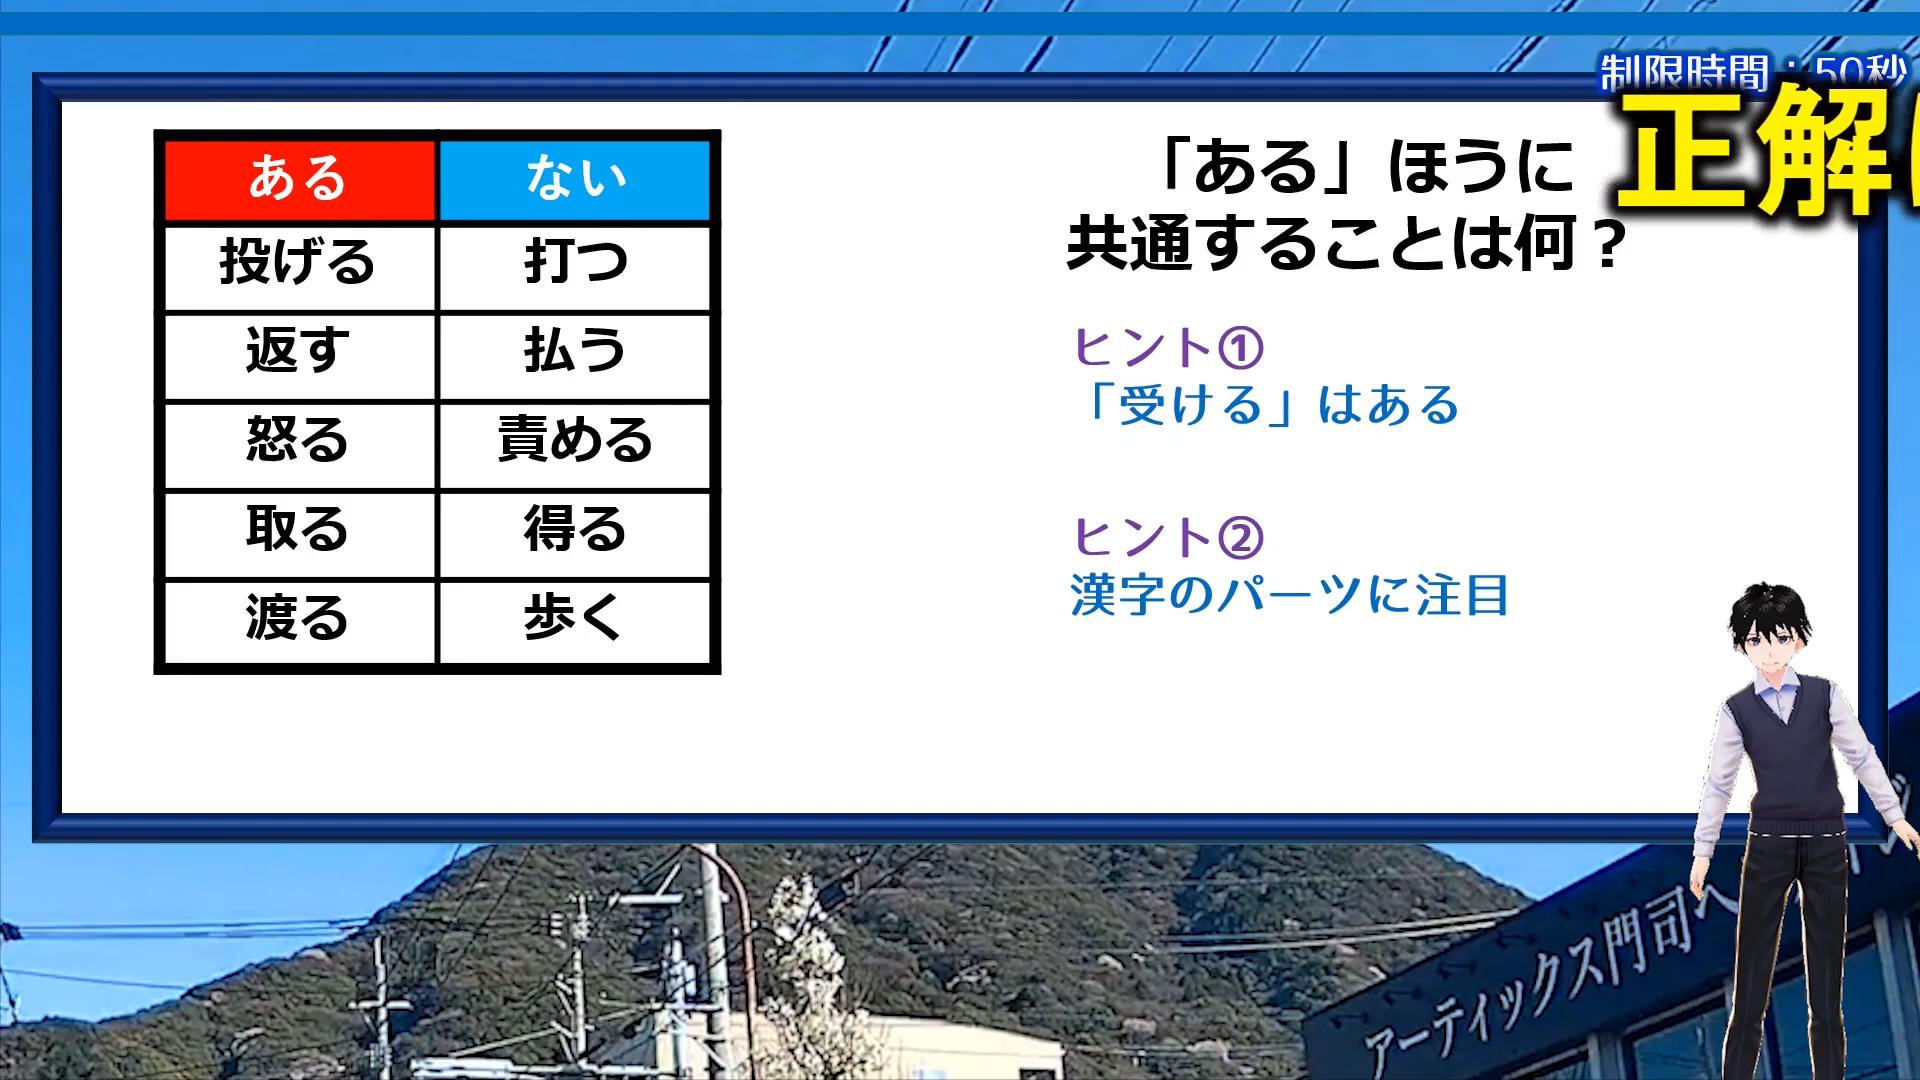 制限時間：50秒
正解
ある ない
投げる 打つ
返す 払う
怒る 責める
取る 得る
渡る 歩く
「ある」ほうに
共通することは何？
ヒント①
「受ける」はある
ヒント②
漢字のパーツに注目
アーティックス門司へ